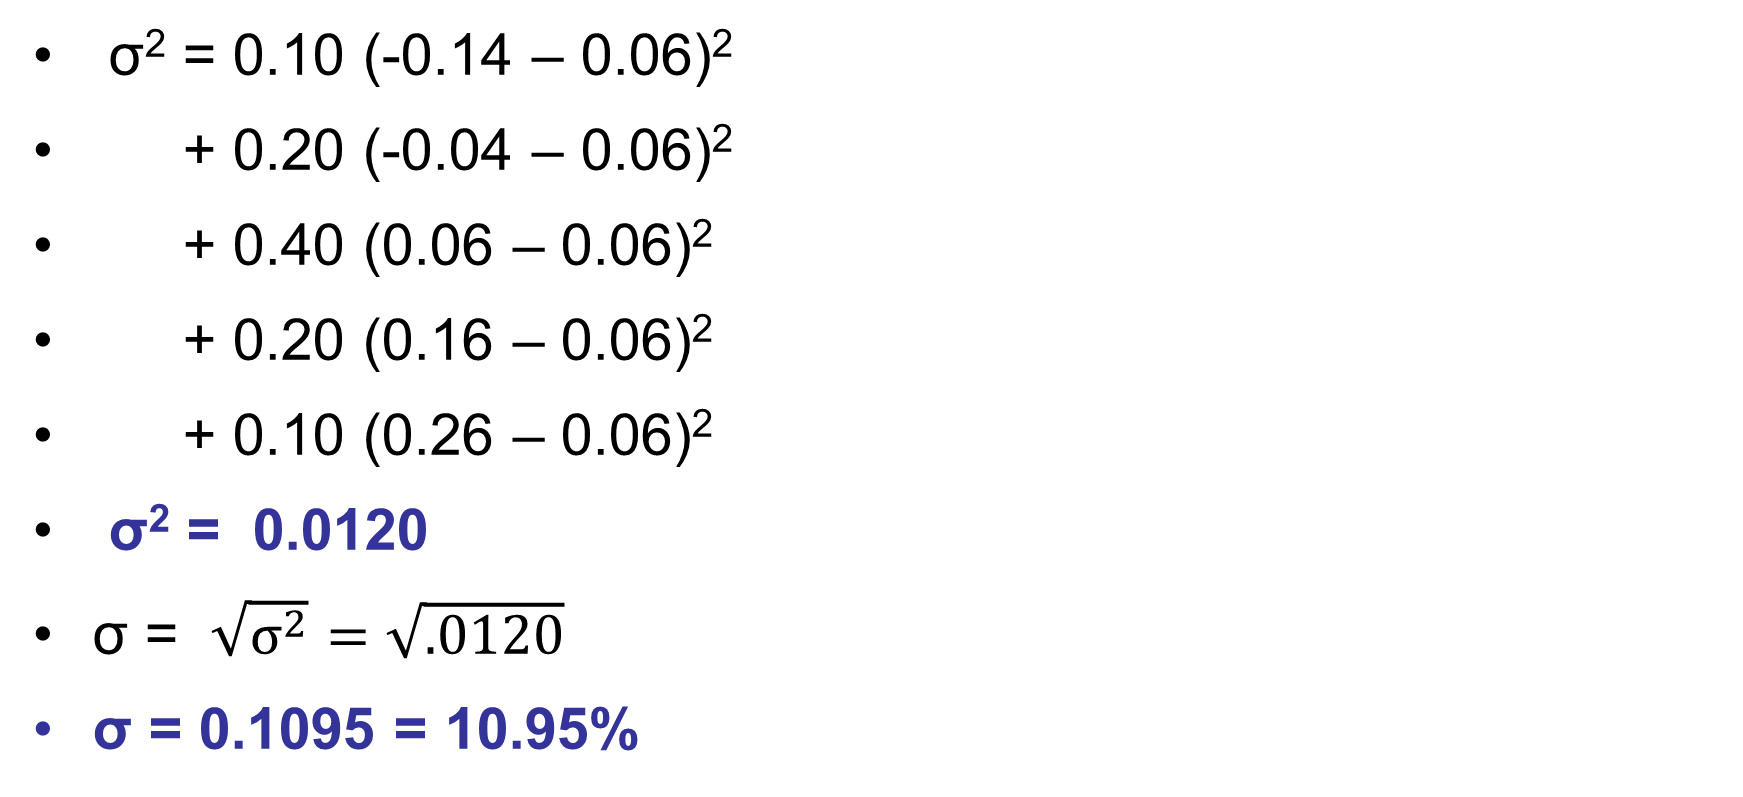 • σ² = 0.10 (-0.14 – 0.06)²
• + 0.20 (-0.04 – 0.06)²
• + 0.40 (0.06 – 0.06)²
• + 0.20 (0.16 – 0.06)²
• + 0.10 (0.26 – 0.06)²
• σ² = 0.0120
• σ = √σ² = √.0120
• σ = 0.1095 = 10.95%